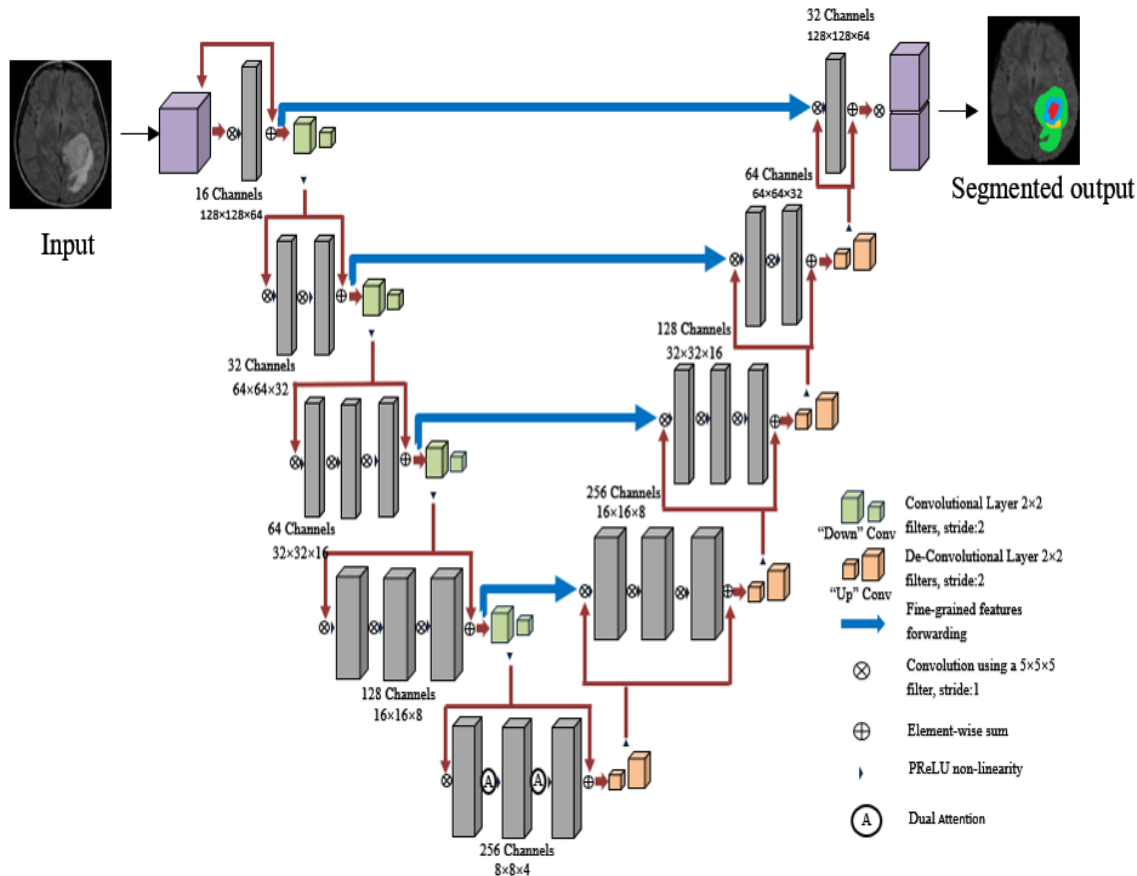 32 Channels
128×128×64
Input
16 Channels
128×128×64
64 Channels
64×64×32
Segmented output
32 Channels
64×64×32
128 Channels
32×32×16
64 Channels
32×32×16
256 Channels
16×16×8
128 Channels
16×16×8
A
A
256 Channels
8×8×4
“Down” Conv
Convolutional Layer 2×2
filters, stride:2
“Up” Conv
De-Convolutional Layer 2×2
filters, stride:2
Fine-grained features
forwarding
Convolution using a 5×5×5
filter, stride:1
Element-wise sum
PReLU non-linearity
A
Dual Attention